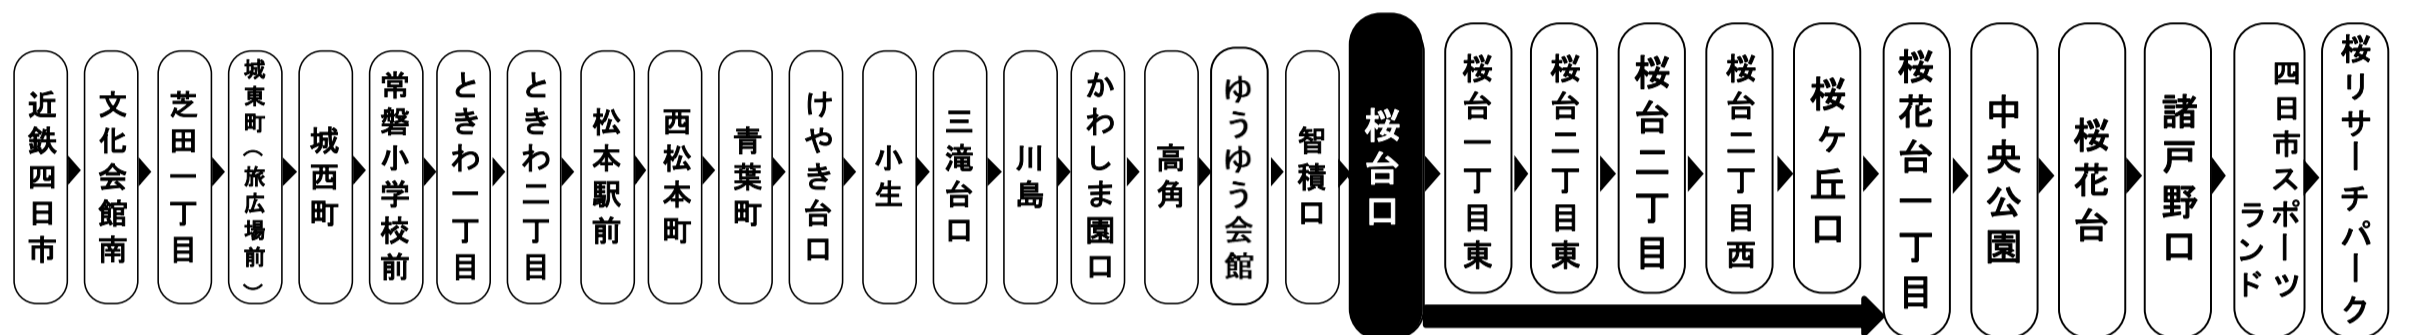 近鉄四日市
文化会館南
芝田一丁目
城東町（旅広場前）
城西町
常磐小学校前
ときわ一丁目
ときわ二丁目
松本駅前
西松本町
青葉町
けやき台口
小生
三滝台口
川島
かわしま園口
高角
ゆうゆう会館
智積口
桜台口
桜台一丁目東
桜台二丁目東
桜台二丁目
桜台二丁目西
桜ヶ丘口
桜花台一丁目
中央公園
桜花台
諸戸野口
四日市スポーツ
ランド
桜リサーチパーク